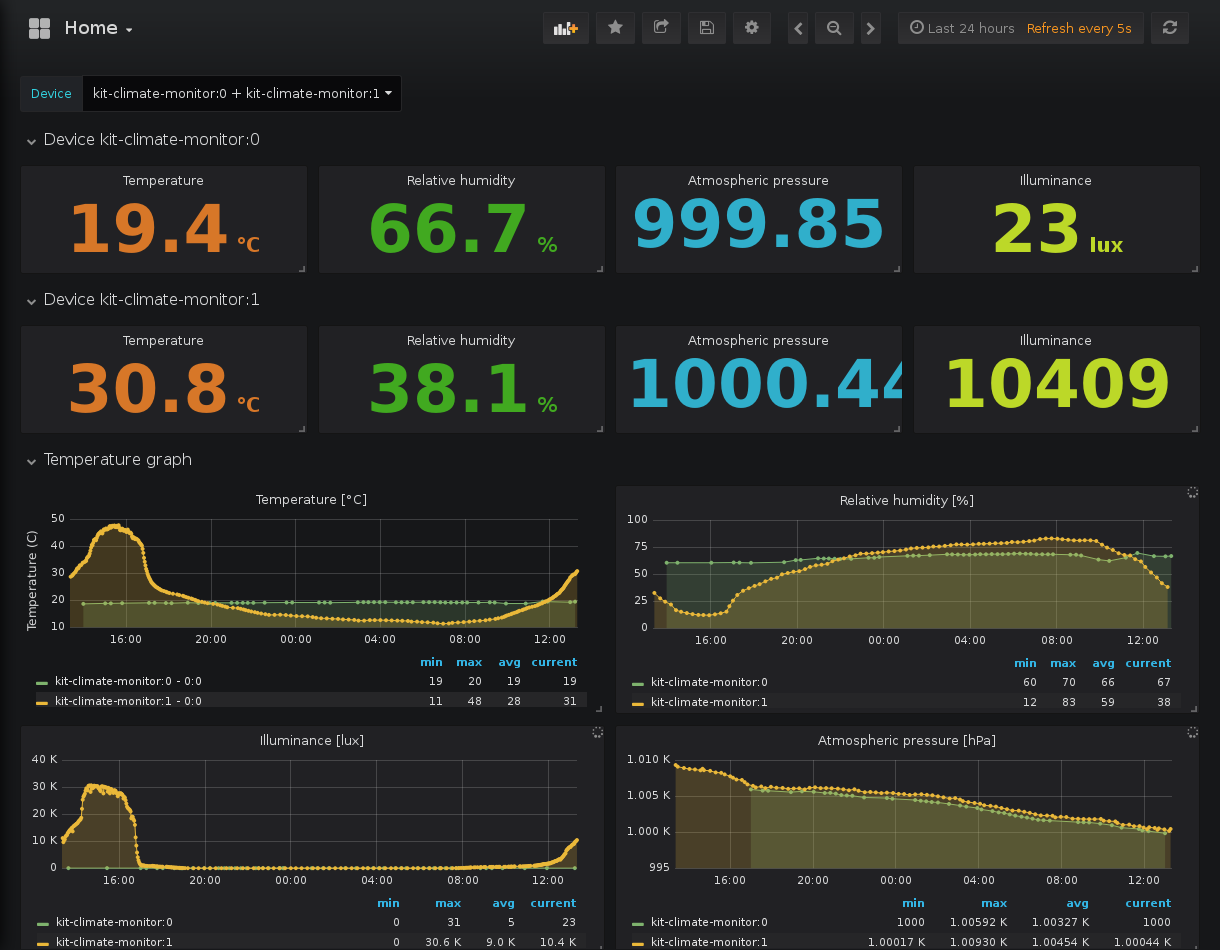 Home
Last 24 hours Refresh every 5s
Device kit-climate-monitor:0 + kit-climate-monitor:1
Device kit-climate-monitor:0
Temperature Relative humidity Atmospheric pressure Illuminance
19.4 °C 66.7 % 999.85 23 lux
Device kit-climate-monitor:1
Temperature Relative humidity Atmospheric pressure Illuminance
30.8 °C 38.1 % 1000.44 10409
Temperature graph
Temperature [°C]
Temperature (C)
50
40
30
20
10
16:00 20:00 00:00 04:00 08:00 12:00
min max avg current
kit-climate-monitor:0 - 0:0 19 20 19 19
kit-climate-monitor:1 - 0:0 11 48 28 31
Relative humidity [%]
100
75
50
25
0
16:00 20:00 00:00 04:00 08:00 12:00
min max avg current
kit-climate-monitor:0 60 70 66 67
kit-climate-monitor:1 12 83 59 38
Illuminance [lux]
40 K
30 K
20 K
10 K
0
16:00 20:00 00:00 04:00 08:00 12:00
min max avg current
kit-climate-monitor:0 0 31 5 23
kit-climate-monitor:1 0 30.6 K 9.0 K 10.4 K
Atmospheric pressure [hPa]
1.010 K
1.005 K
1.000 K
995
16:00 20:00 00:00 04:00 08:00 12:00
min max avg current
kit-climate-monitor:0 1000 1.00592 K 1.00327 K 1000
kit-climate-monitor:1 1.00017 K 1.00930 K 1.00454 K 1.00044 K